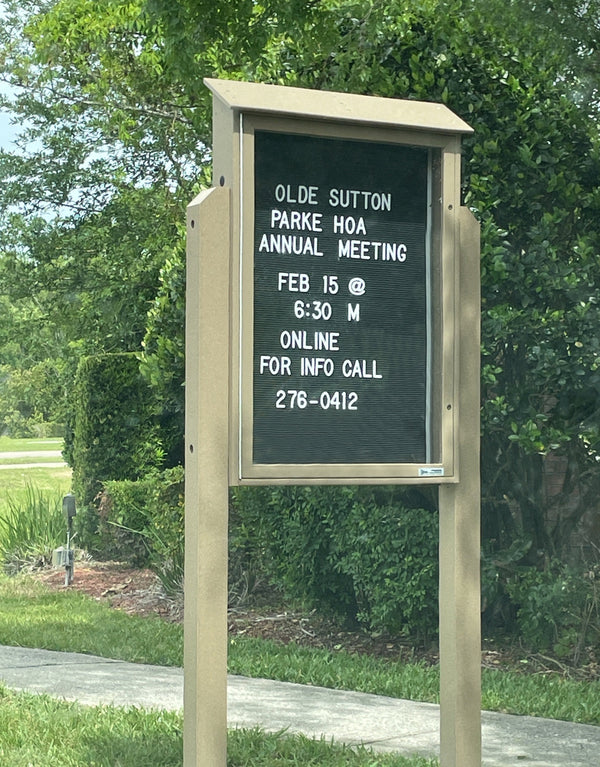 OLDE SUTTON
PARKE HOA
ANNUAL MEETING
FEB 15 @
6:30 M
ONLINE
FOR INFO CALL
276-0412